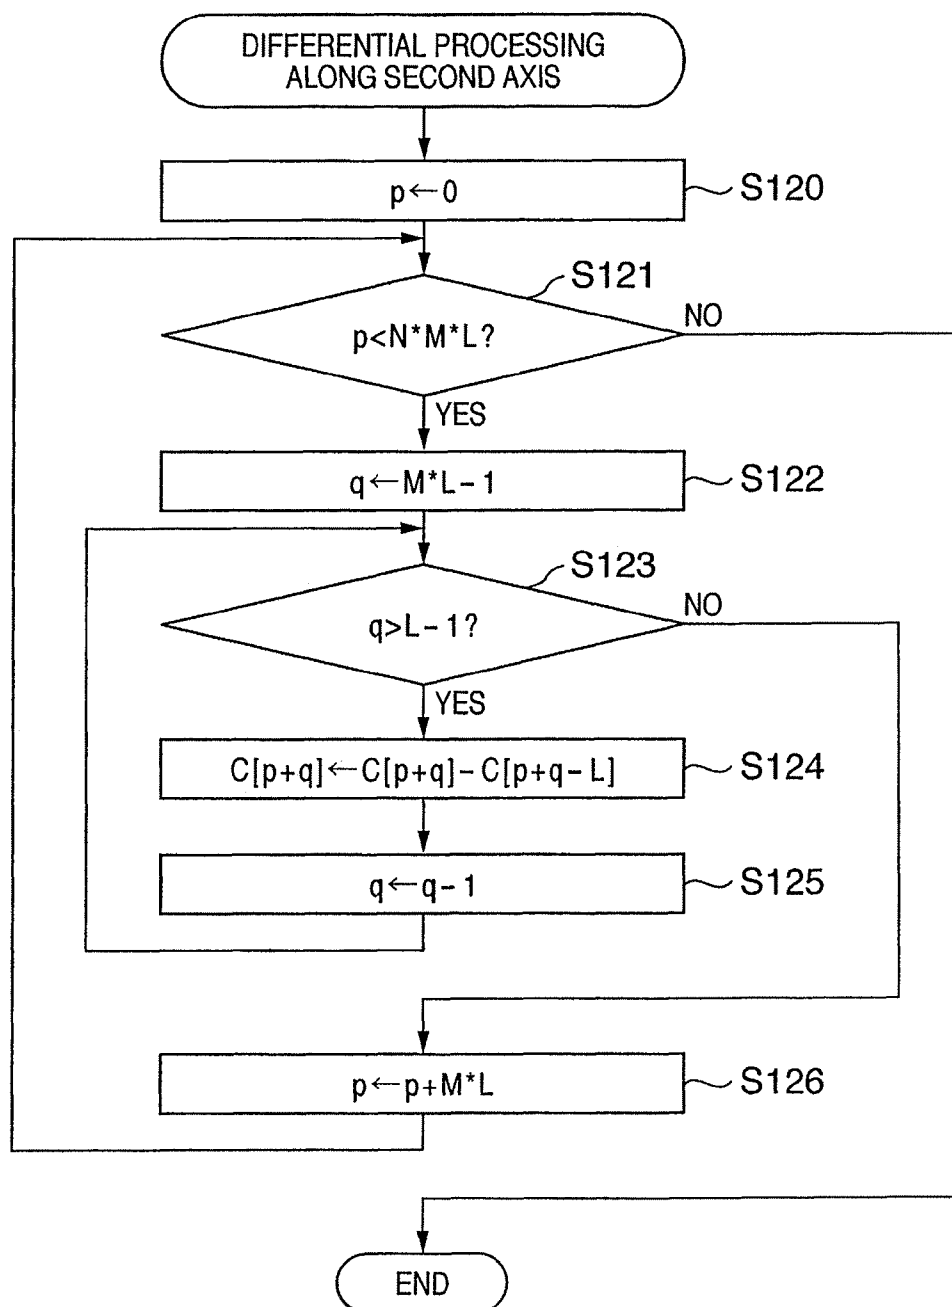 DIFFERENTIAL PROCESSING
ALONG SECOND AXIS
p←0
S120
S121
p<N*M*L?
NO
YES
q←M*L-1
S122
S123
q>L-1?
NO
YES
C[p+q]←C[p+q]-C[p+q-L]
S124
q←q-1
S125
p←p+M*L
S126
END